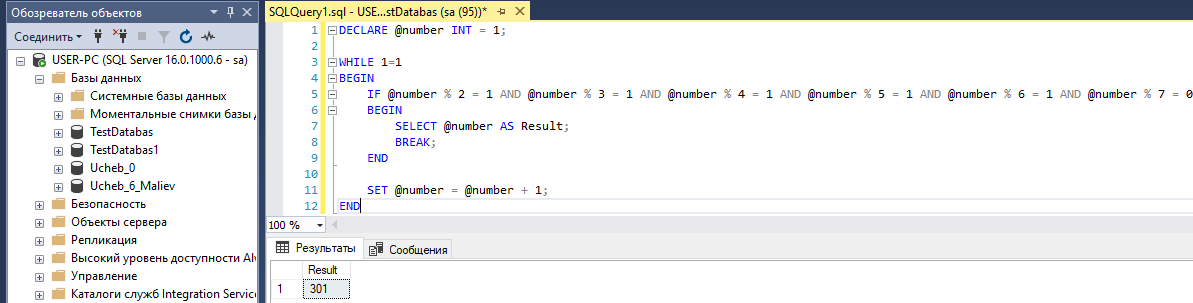 Обозреватель объектов
Соединить
USER-PC (SQL Server 16.0.1000.6 - sa)
Базы данных
Системные базы данных
Моментальные снимки базы д
TestDatabas
TestDatabas1
Ucheb_0
Ucheb_6_Maliev
Безопасность
Объекты сервера
Репликация
Высокий уровень доступности Alw
Управление
Каталоги служб Integration Service
SQLQuery1.sql - USE...stDatabas (sa (95))*
1 DECLARE @number INT = 1;
2
3 WHILE 1=1
4 BEGIN
5 IF @number % 2 = 1 AND @number % 3 = 1 AND @number % 4 = 1 AND @number % 5 = 1 AND @number % 6 = 1 AND @number % 7 = 0
6 BEGIN
7 SELECT @number AS Result;
8 BREAK;
9 END
10
11 SET @number = @number + 1;
12 END
100 %
Результаты
Сообщения
Result
1 301